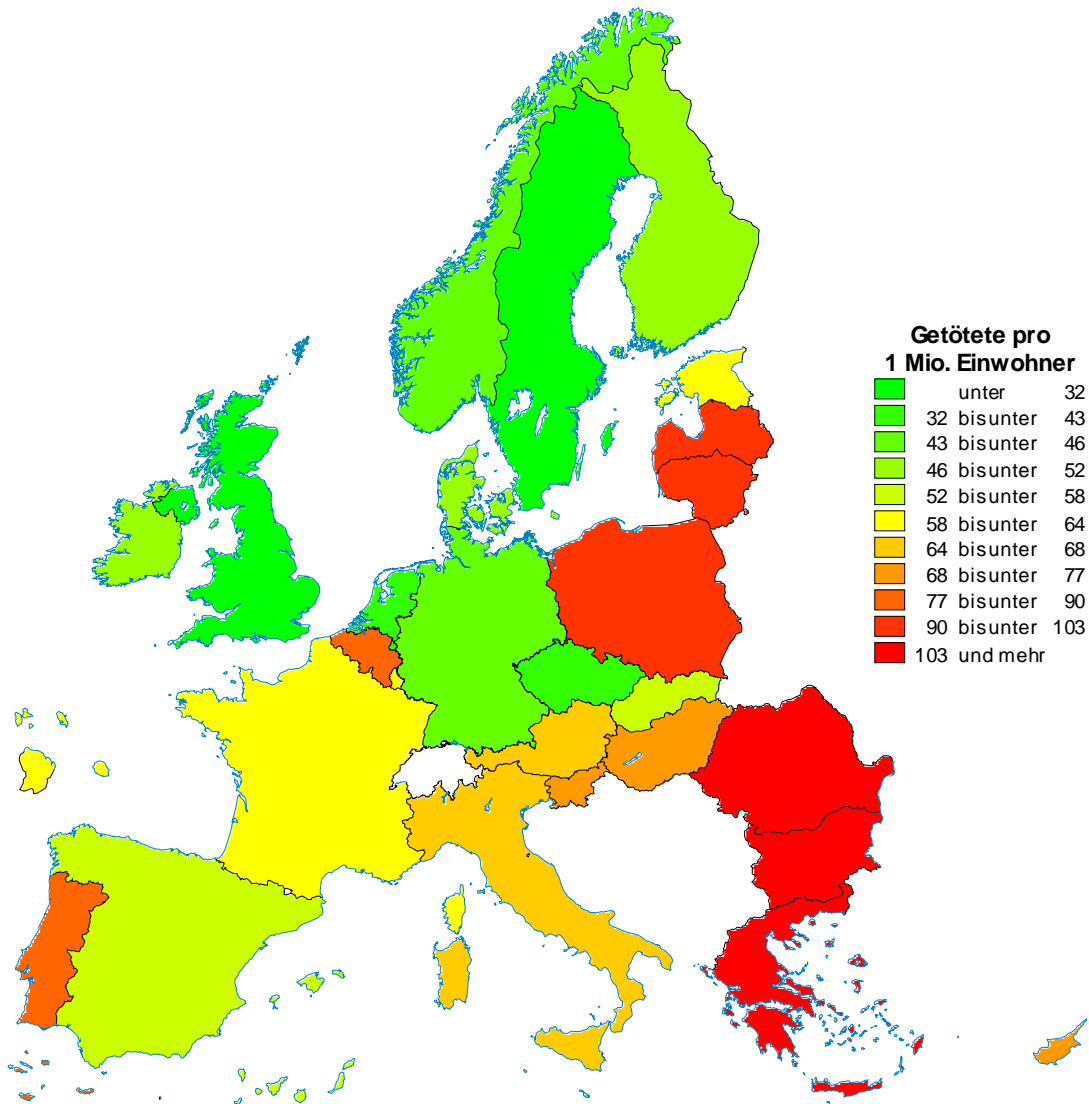 Getötete pro
1 Mio. Einwohner
unter 32
32 bisunter 43
43 bisunter 46
46 bisunter 52
52 bisunter 58
58 bisunter 64
64 bisunter 68
68 bisunter 77
77 bisunter 90
90 bisunter 103
103 und mehr